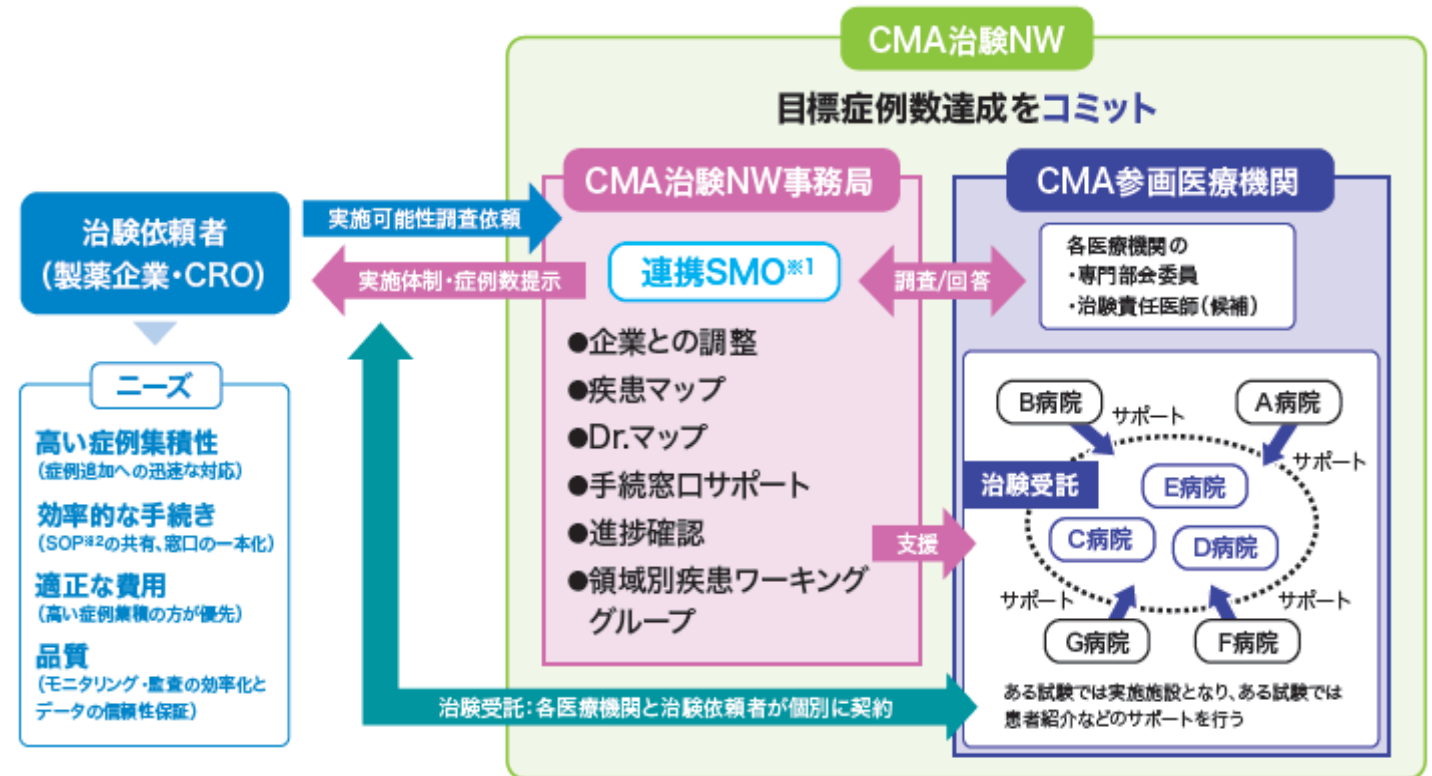 CMA治験NW
目標症例数達成をコミット
治験依頼者
(製薬企業・CRO)
ニーズ
高い症例集積性
(症例追加への迅速な対応)
効率的な手続き
(SOP※2の共有、窓口の一本化)
適正な費用
(高い症例集積の方が優先)
品質
(モニタリング・監査の効率化と
データの信頼性保証)
実施可能性調査依頼
実施体制・症例数提示
CMA治験NW事務局
連携SMO※1
●企業との調整
●疾患マップ
●Dr.マップ
●手続窓口サポート
●進捗確認
●領域別疾患ワーキング
グループ
調査/回答
支援
治験受託:各医療機関と治験依頼者が個別に契約
CMA参画医療機関
各医療機関の
・専門部会委員
・治験責任医師(候補)
B病院
サポート
A病院
サポート
治験受託
E病院
C病院
D病院
サポート
サポート
G病院
F病院
ある試験では実施施設となり、ある試験では
患者紹介などのサポートを行う